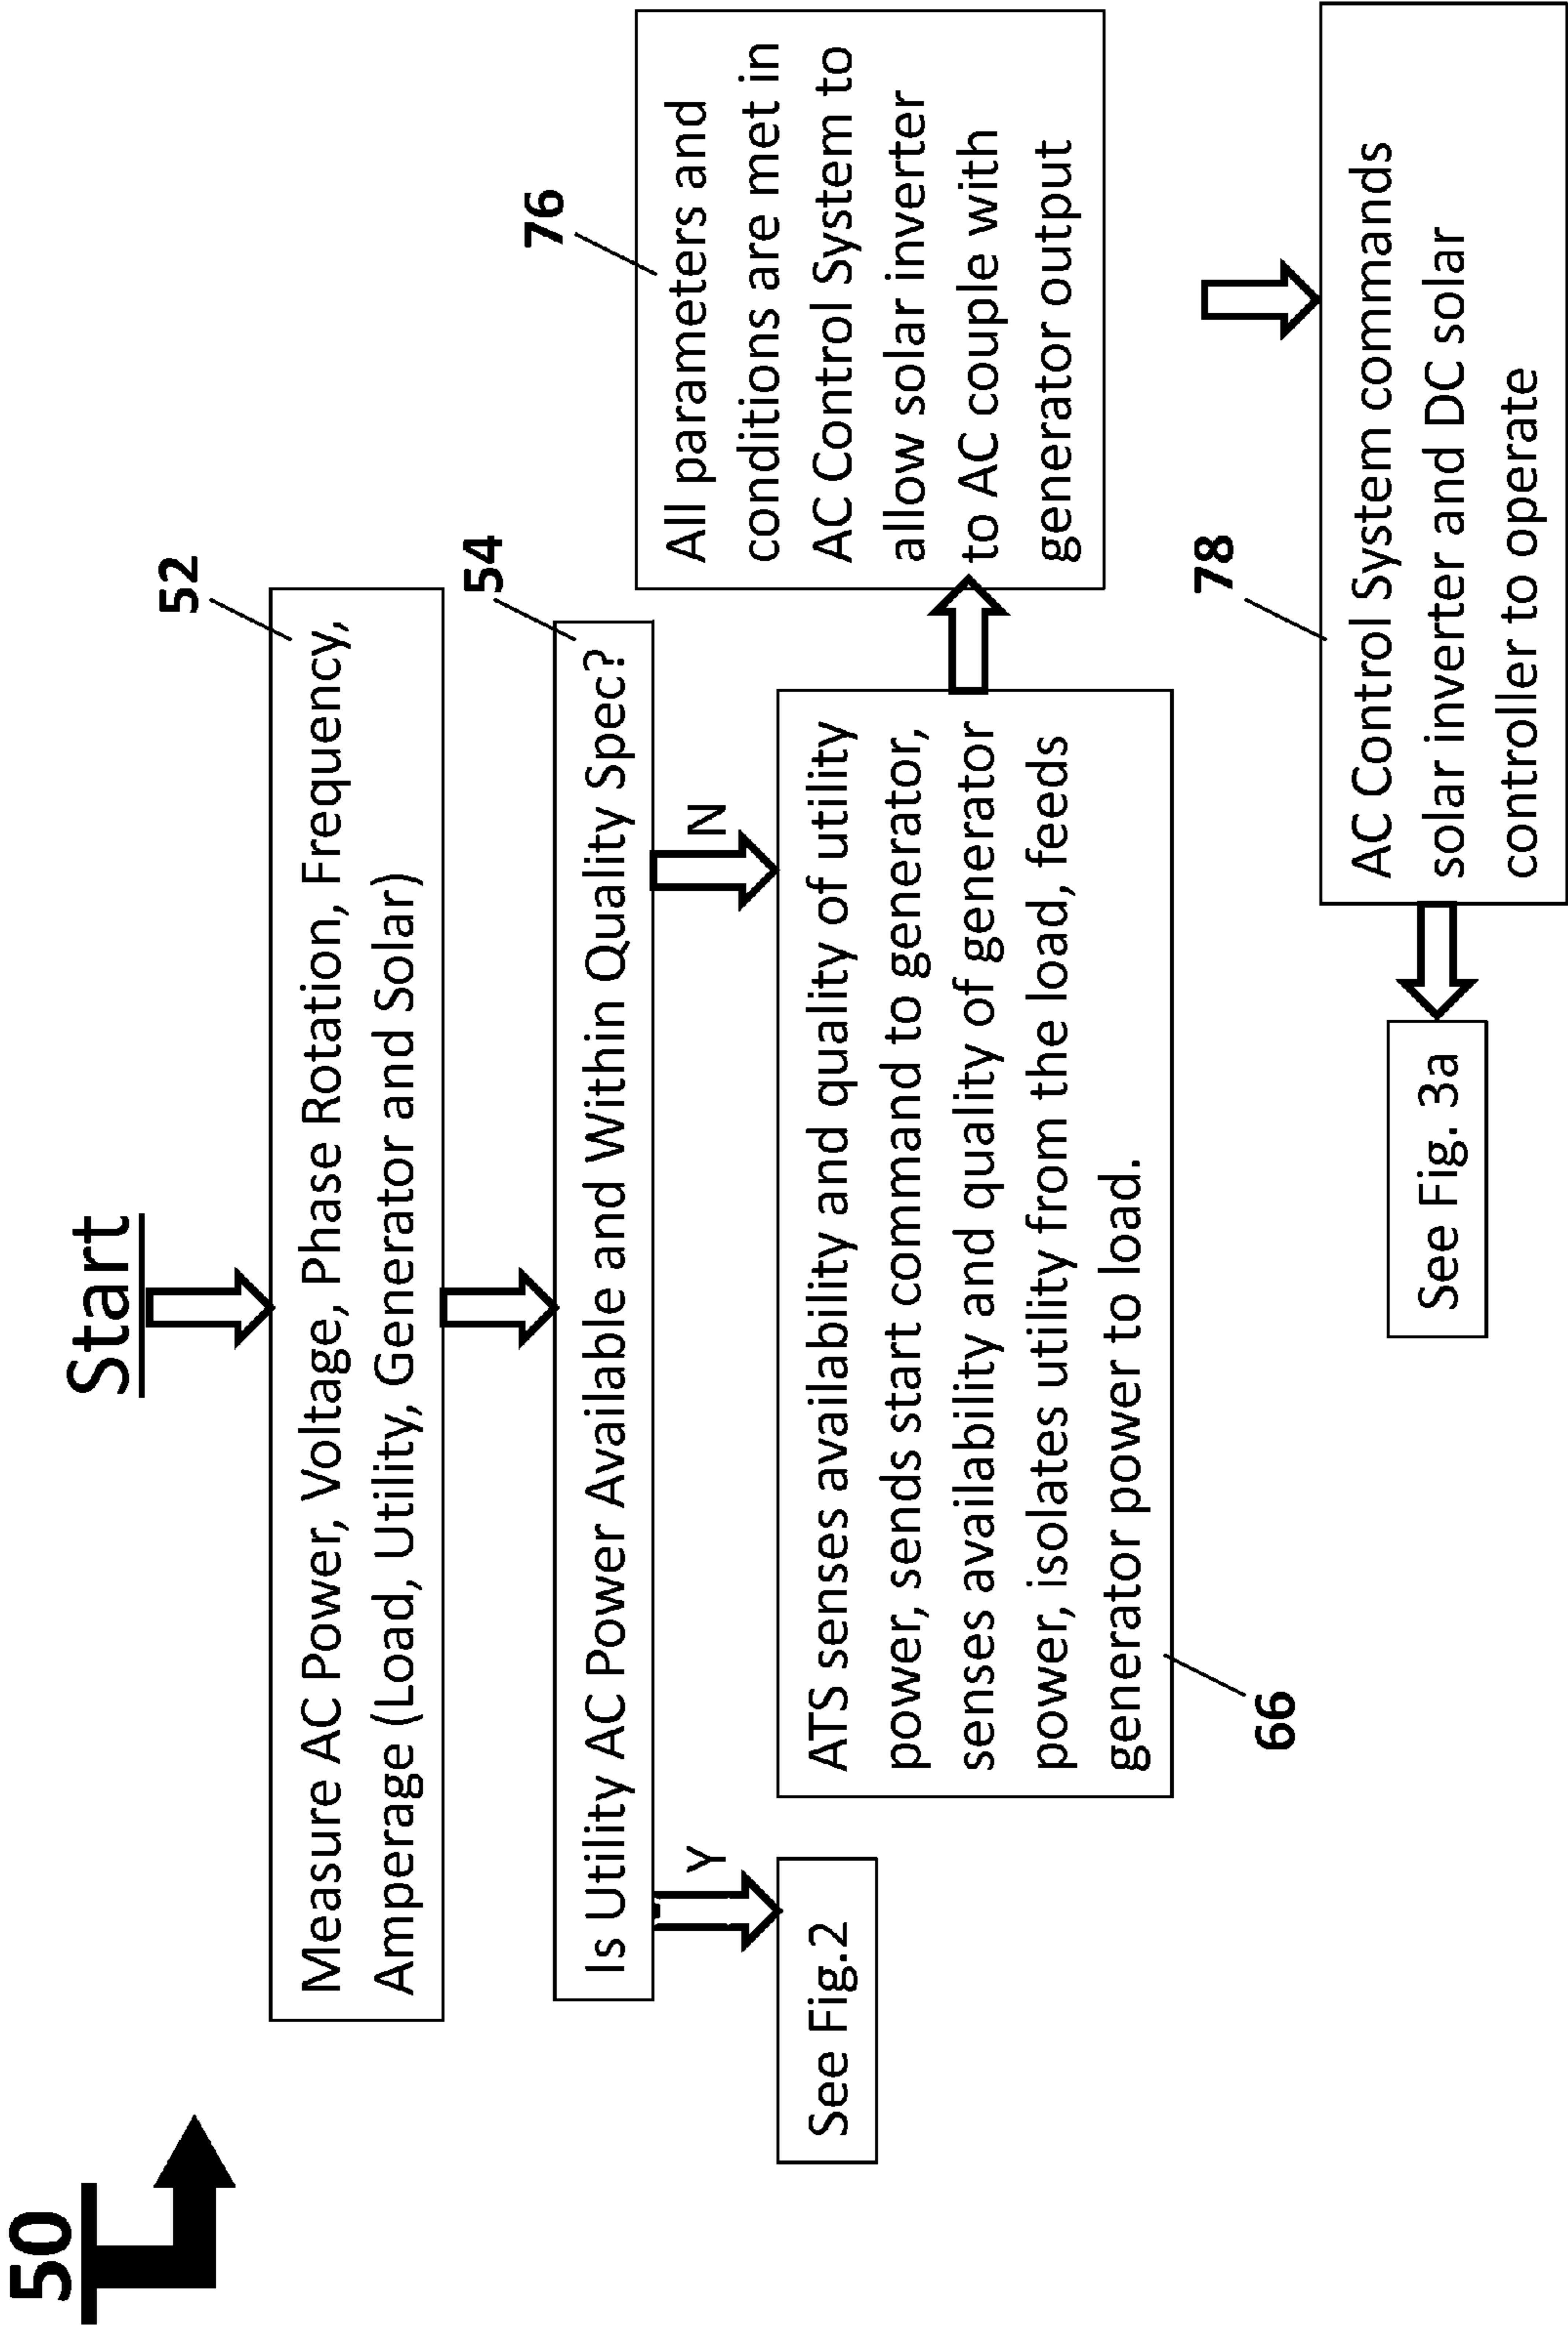 50
Start
52
Measure AC Power, Voltage, Phase Rotation, Frequency,
Amperage (Load, Utility, Generator and Solar)
54
Is Utility AC Power Available and Within Quality Spec?
Y
N
See Fig.2
ATS senses availability and quality of utility
power, sends start command to generator,
senses availability and quality of generator
power, isolates utility from the load, feeds
generator power to load.
66
76
All parameters and
conditions are met in
AC Control System to
allow solar inverter
to AC couple with
generator output
78
AC Control System commands
solar inverter and DC solar
controller to operate
See Fig. 3a